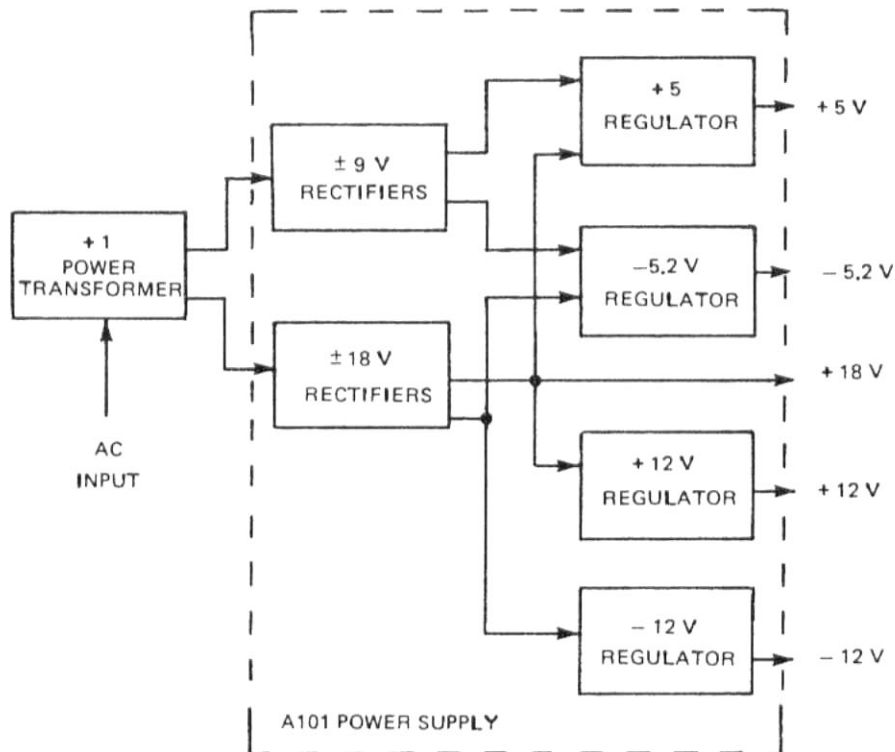 + 1
POWER
TRANSFORMER
AC
INPUT
± 9 V
RECTIFIERS
± 18 V
RECTIFIERS
+ 5
REGULATOR
−5.2 V
REGULATOR
+ 12 V
REGULATOR
− 12 V
REGULATOR
+ 5 V
− 5.2 V
+ 18 V
+ 12 V
− 12 V
A101 POWER SUPPLY